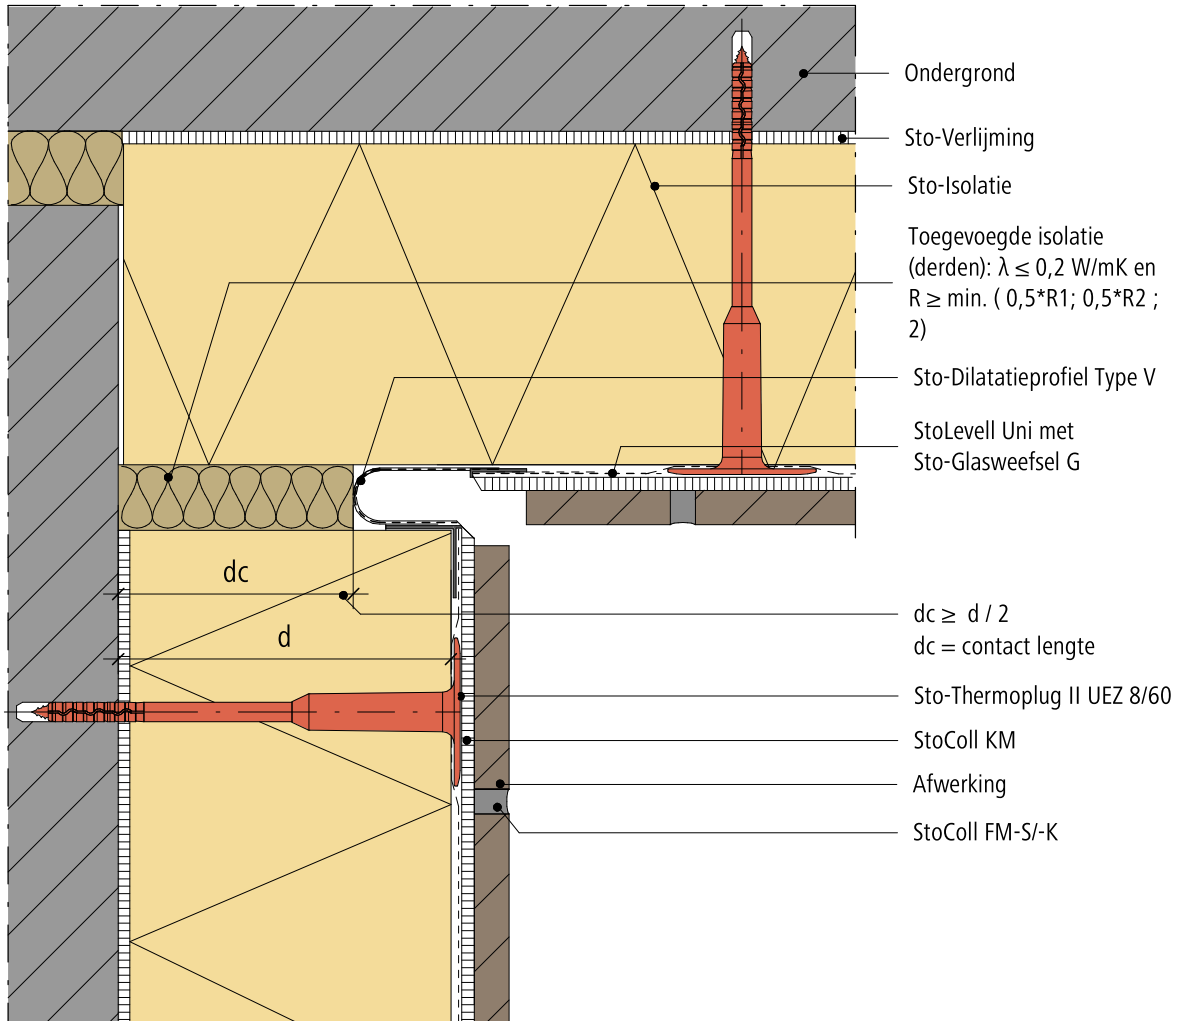 Ondergrond
Sto-Verlijming
Sto-Isolatie
Toegevoegde isolatie
(derden): λ ≤ 0,2 W/mK en
R ≥ min. ( 0,5*R1; 0,5*R2 ;
2)
Sto-Dilatatieprofiel Type V
StoLevell Uni met
Sto-Glasweefsel G
dc
d
dc ≥ d / 2
dc = contact lengte
Sto-Thermoplug II UEZ 8/60
StoColl KM
Afwerking
StoColl FM-S/-K